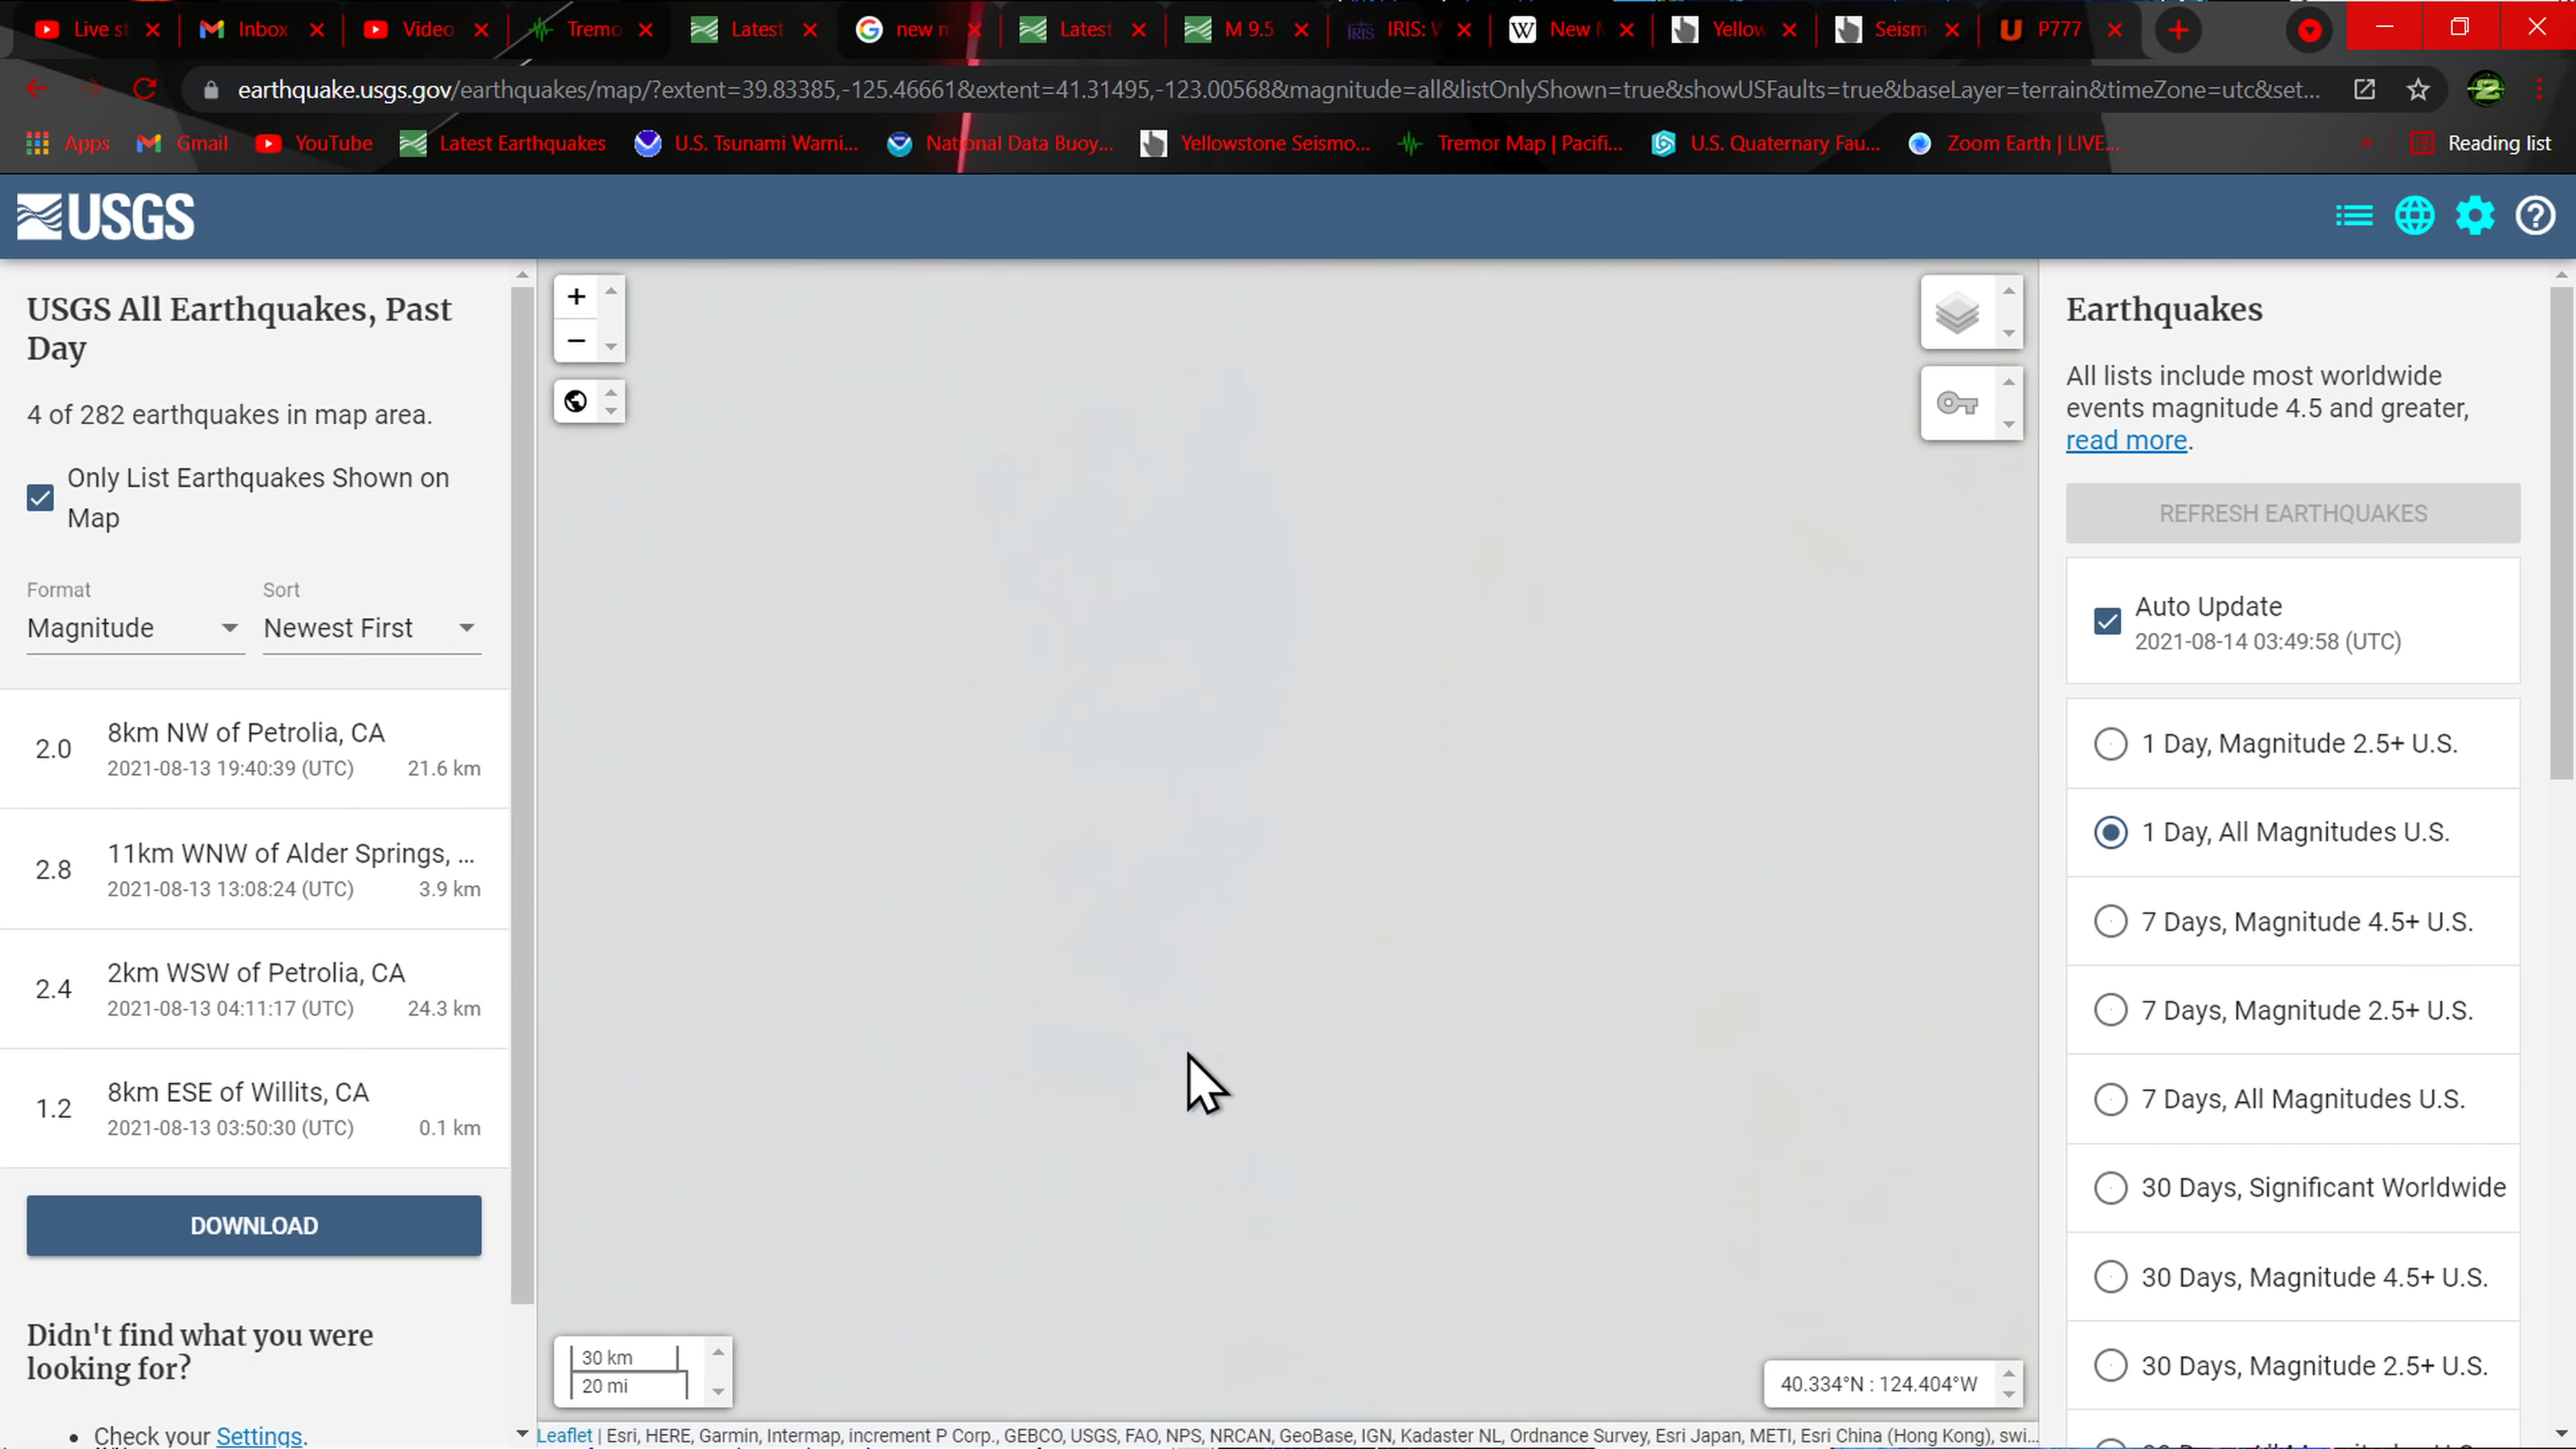 Live st
Inbox
Video
Tremo
Latest
new m
Latest
M 9.5
IRIS: W
New M
Yellow
Seism
P777
earthquake.usgs.gov/earthquakes/map/?extent=39.83385,-125.46661&extent=41.31495,-123.00568&magnitude=all&listOnlyShown=true&showUSFaults=true&baseLayer=terrain&timeZone=utc&set...
Apps
Gmail
YouTube
Latest Earthquakes
U.S. Tsunami Warni...
National Data Buoy...
Yellowstone Seismo...
Tremor Map | Pacifi...
U.S. Quaternary Fau...
Zoom Earth | LIVE...
Reading list
USGS
USGS All Earthquakes, Past
Day
4 of 282 earthquakes in map area.
Only List Earthquakes Shown on
Map
Format
Sort
Magnitude
Newest First
2.0
8km NW of Petrolia, CA
2021-08-13 19:40:39 (UTC)
21.6 km
2.8
11km WNW of Alder Springs, ...
2021-08-13 13:08:24 (UTC)
3.9 km
2.4
2km WSW of Petrolia, CA
2021-08-13 04:11:17 (UTC)
24.3 km
1.2
8km ESE of Willits, CA
2021-08-13 03:50:30 (UTC)
0.1 km
DOWNLOAD
Didn't find what you were
looking for?
• Check your Settings.
+
−
30 km
20 mi
40.334°N : 124.404°W
Leaflet | Esri, HERE, Garmin, Intermap, increment P Corp., GEBCO, USGS, FAO, NPS, NRCAN, GeoBase, IGN, Kadaster NL, Ordnance Survey, Esri Japan, METI, Esri China (Hong Kong), swi...
Earthquakes
All lists include most worldwide
events magnitude 4.5 and greater,
read more.
REFRESH EARTHQUAKES
Auto Update
2021-08-14 03:49:58 (UTC)
1 Day, Magnitude 2.5+ U.S.
1 Day, All Magnitudes U.S.
7 Days, Magnitude 4.5+ U.S.
7 Days, Magnitude 2.5+ U.S.
7 Days, All Magnitudes U.S.
30 Days, Significant Worldwide
30 Days, Magnitude 4.5+ U.S.
30 Days, Magnitude 2.5+ U.S.